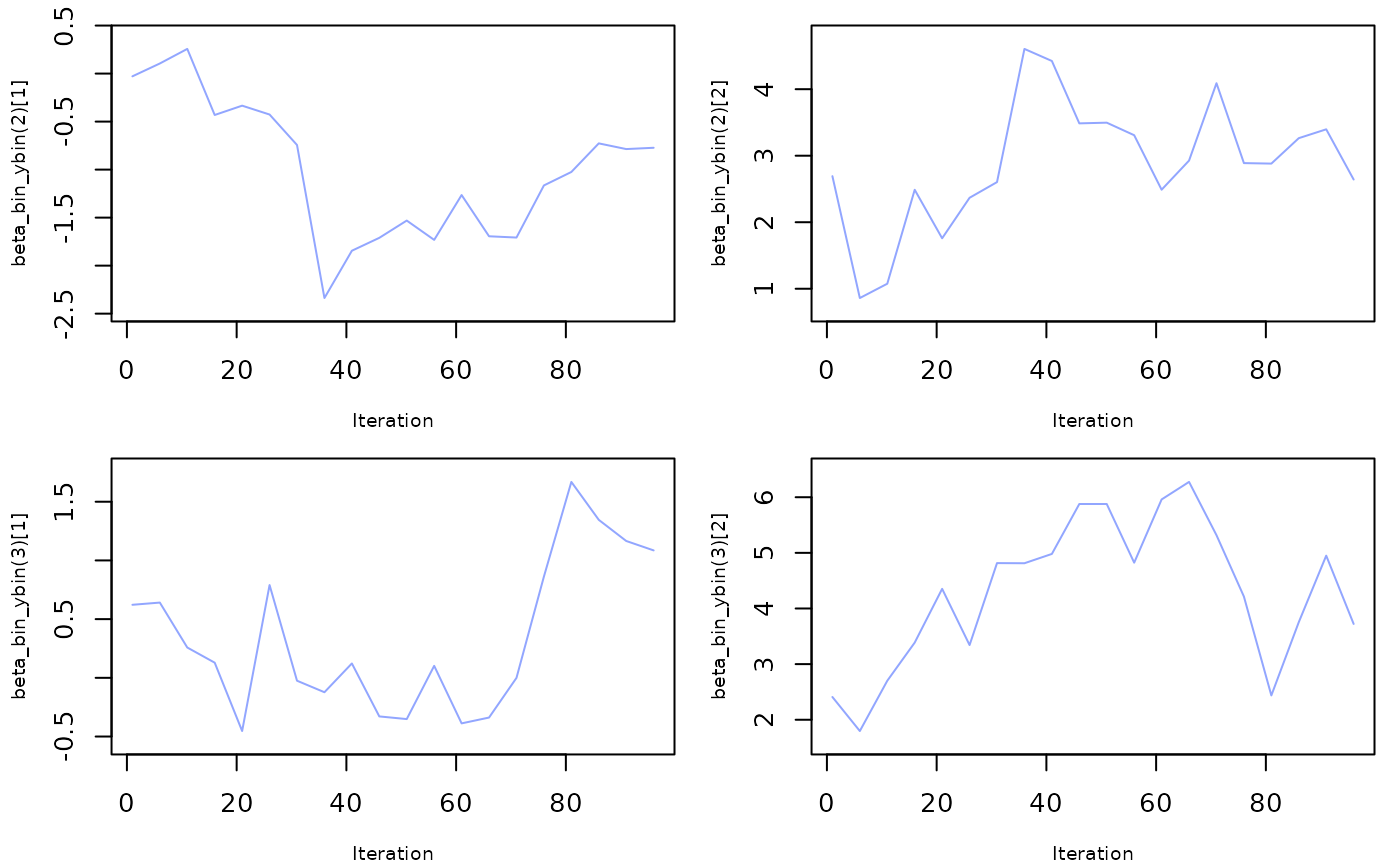 beta_bin_ybin(2)[1]
0.5
-0.5
-1.5
-2.5
0 20 40 60 80
Iteration
beta_bin_ybin(2)[2]
4
3
2
1
0 20 40 60 80
Iteration
beta_bin_ybin(3)[1]
1.5
0.5
-0.5
0 20 40 60 80
Iteration
beta_bin_ybin(3)[2]
6
5
4
3
2
0 20 40 60 80
Iteration